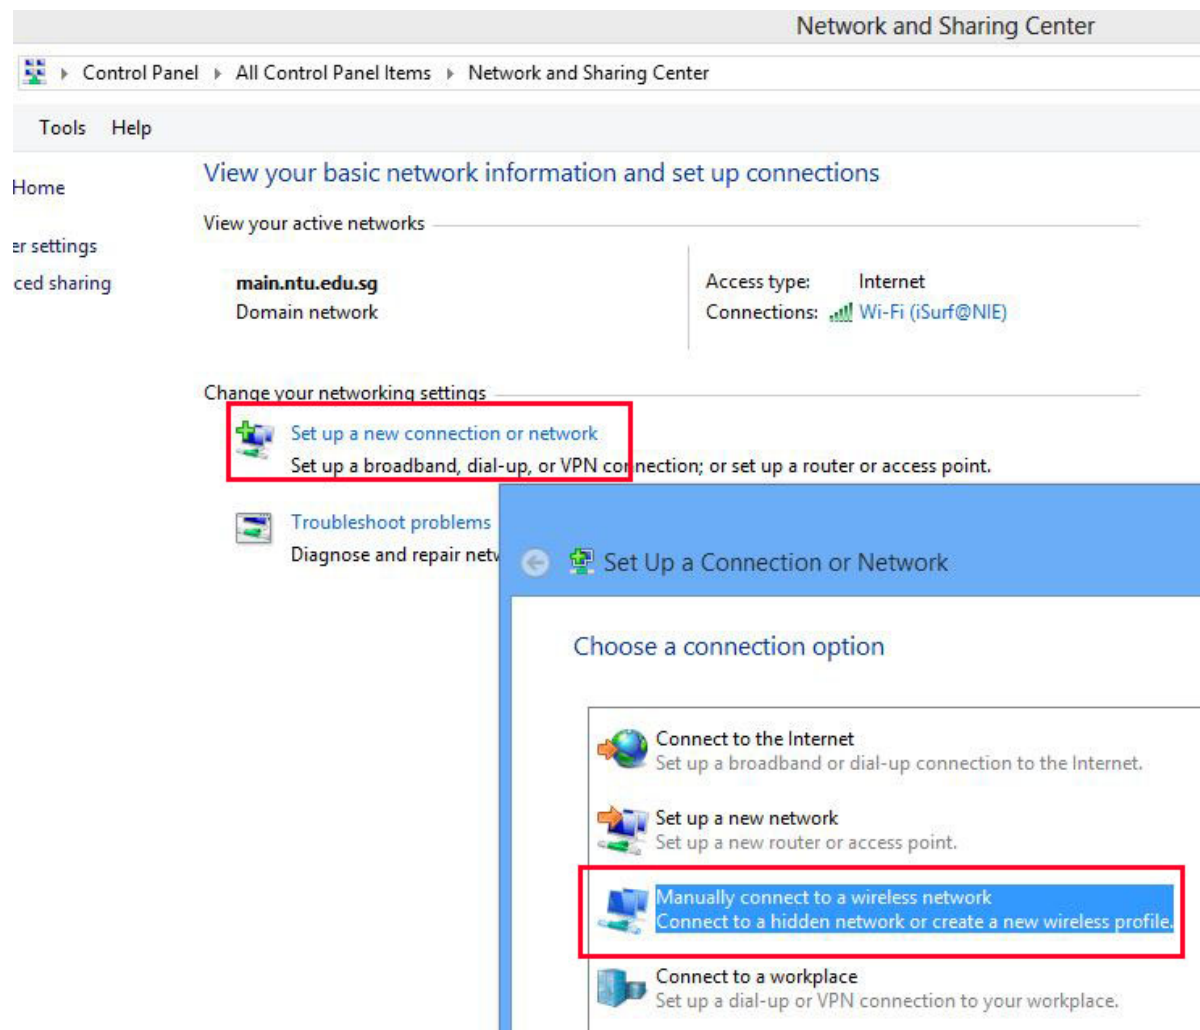 Network and Sharing Center
Control Panel All Control Panel Items Network and Sharing Center
Tools Help
Home
er settings
ced sharing
View your basic network information and set up connections
View your active networks
main.ntu.edu.sg
Domain network
Access type: Internet
Connections: Wi-Fi (iSurf@NIE)
Change your networking settings
Set up a new connection or network
Set up a broadband, dial-up, or VPN connection; or set up a router or access point.
Troubleshoot problems
Diagnose and repair netw
Set Up a Connection or Network
Choose a connection option
Connect to the Internet
Set up a broadband or dial-up connection to the Internet.
Set up a new network
Set up a new router or access point.
Manually connect to a wireless network
Connect to a hidden network or create a new wireless profile.
Connect to a workplace
Set up a dial-up or VPN connection to your workplace.